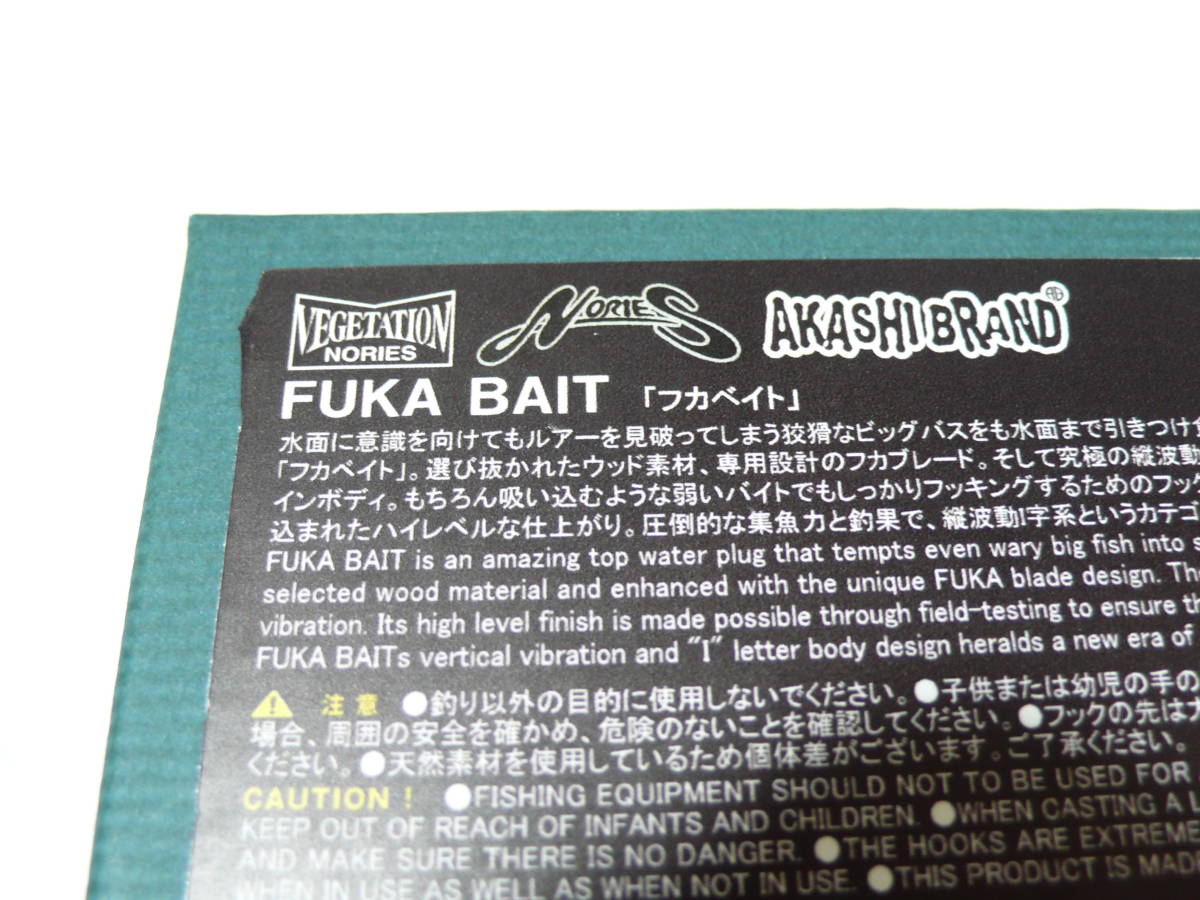 VEGETATION
NORIES
NORIES
AKASHI BRAND
FUKA BAIT 「フカベイト」
水面に意識を向けてもルアーを見破ってしまう狡猾なビッグバスをも水面まで引きつけ
「フカベイト」。選び抜かれたウッド素材、専用設計のフカブレード。そして究極の縦波動
インボディ。もちろん吸い込むような弱いバイトでもしっかりフッキングするためのフック
込まれたハイレベルな仕上がり。圧倒的な集魚力と釣果で、縦波動I字系というカテゴ
FUKA BAIT is an amazing top water plug that tempts even wary big fish into s
selected wood material and enhanced with the unique FUKA blade design. The
vibration. Its high level finish is made possible through field-testing to ensure th
FUKA BAITs vertical vibration and "I" letter body design heralds a new era of
注意 ●釣り以外の目的に使用しないでください。●子供または幼児の手の
場合、周囲の安全を確かめ、危険のないことを確認してください。●フックの先は
ください。●天然素材を使用しているため個体差がございます。ご了承ください。
CAUTION ! ●FISHING EQUIPMENT SHOULD NOT TO BE USED FOR
KEEP OUT OF REACH OF INFANTS AND CHILDREN. ●WHEN CASTING A L
AND MAKE SURE THERE IS NO DANGER. ●THE HOOKS ARE EXTREME
WHEN IN USE AS WELL AS WHEN NOT IN USE. ●THIS PRODUCT IS MADE